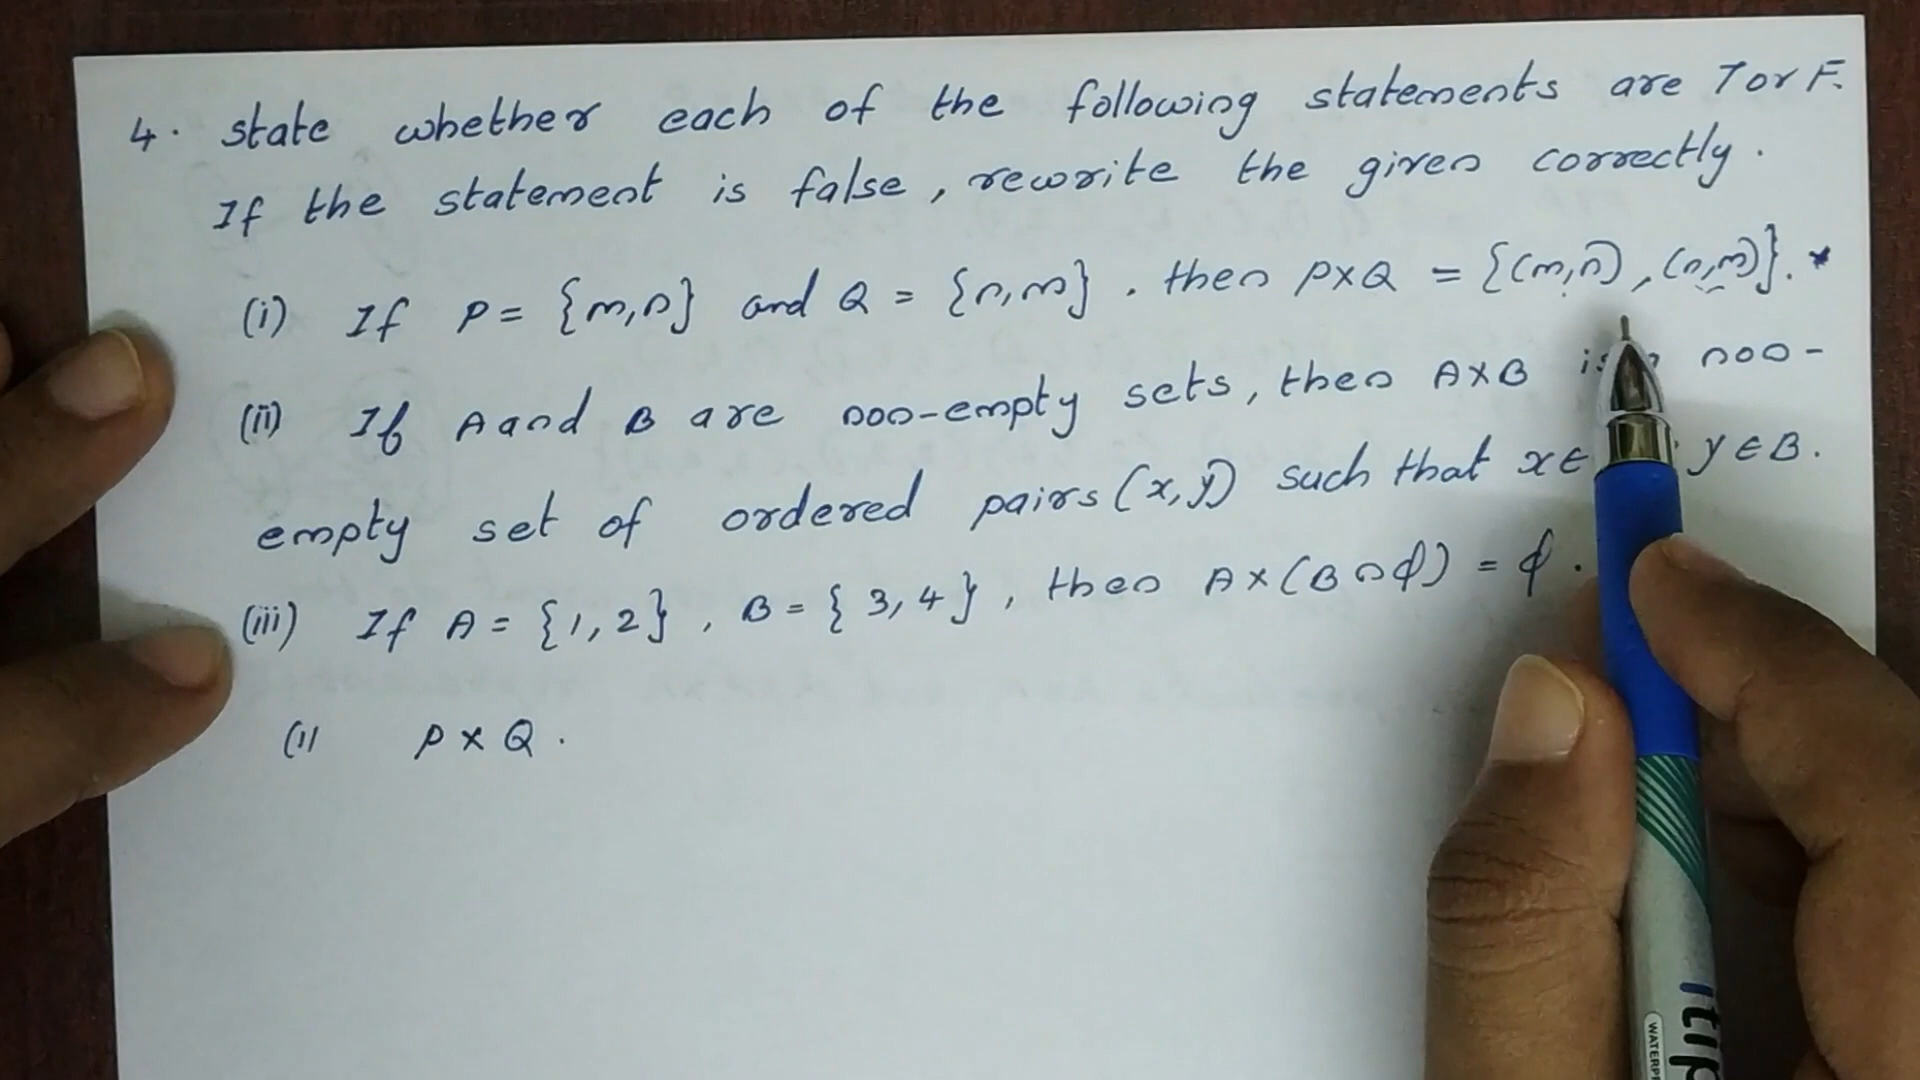 4. state whether each of the following statements are T or F.
If the statement is false, rewrite the given correctly.
(i) If P = {m,n} and Q = {n,m}. then P×Q = {(m,n), (n,m)}.
(ii) If A and B are non-empty sets, then A×B is non-
empty set of ordered pairs (x,y) such that x∈ y∈B.
(iii) If A = {1,2}, B = {3,4}, then A×(B∩ϕ) = ϕ.
(i) P × Q.
WATERP